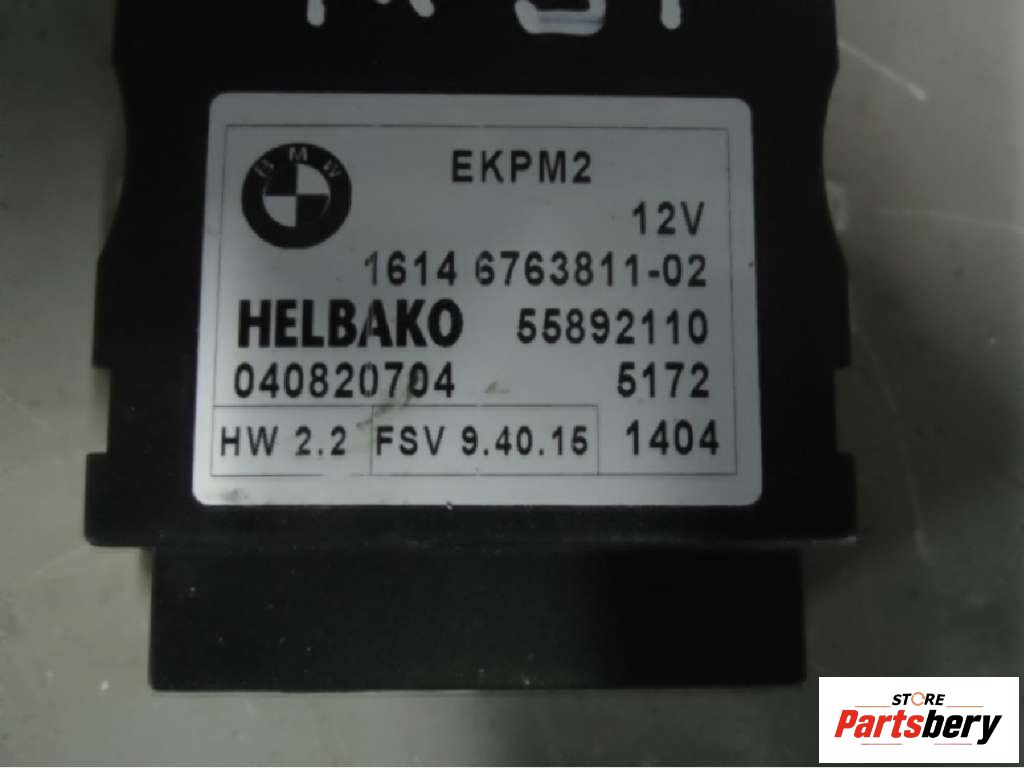 BMW
EKPM2
12V
1614 6763811-02
HELBAKO 55892110
040820704 5172
HW 2.2 FSV 9.40.15 1404
STORE
Partsbery